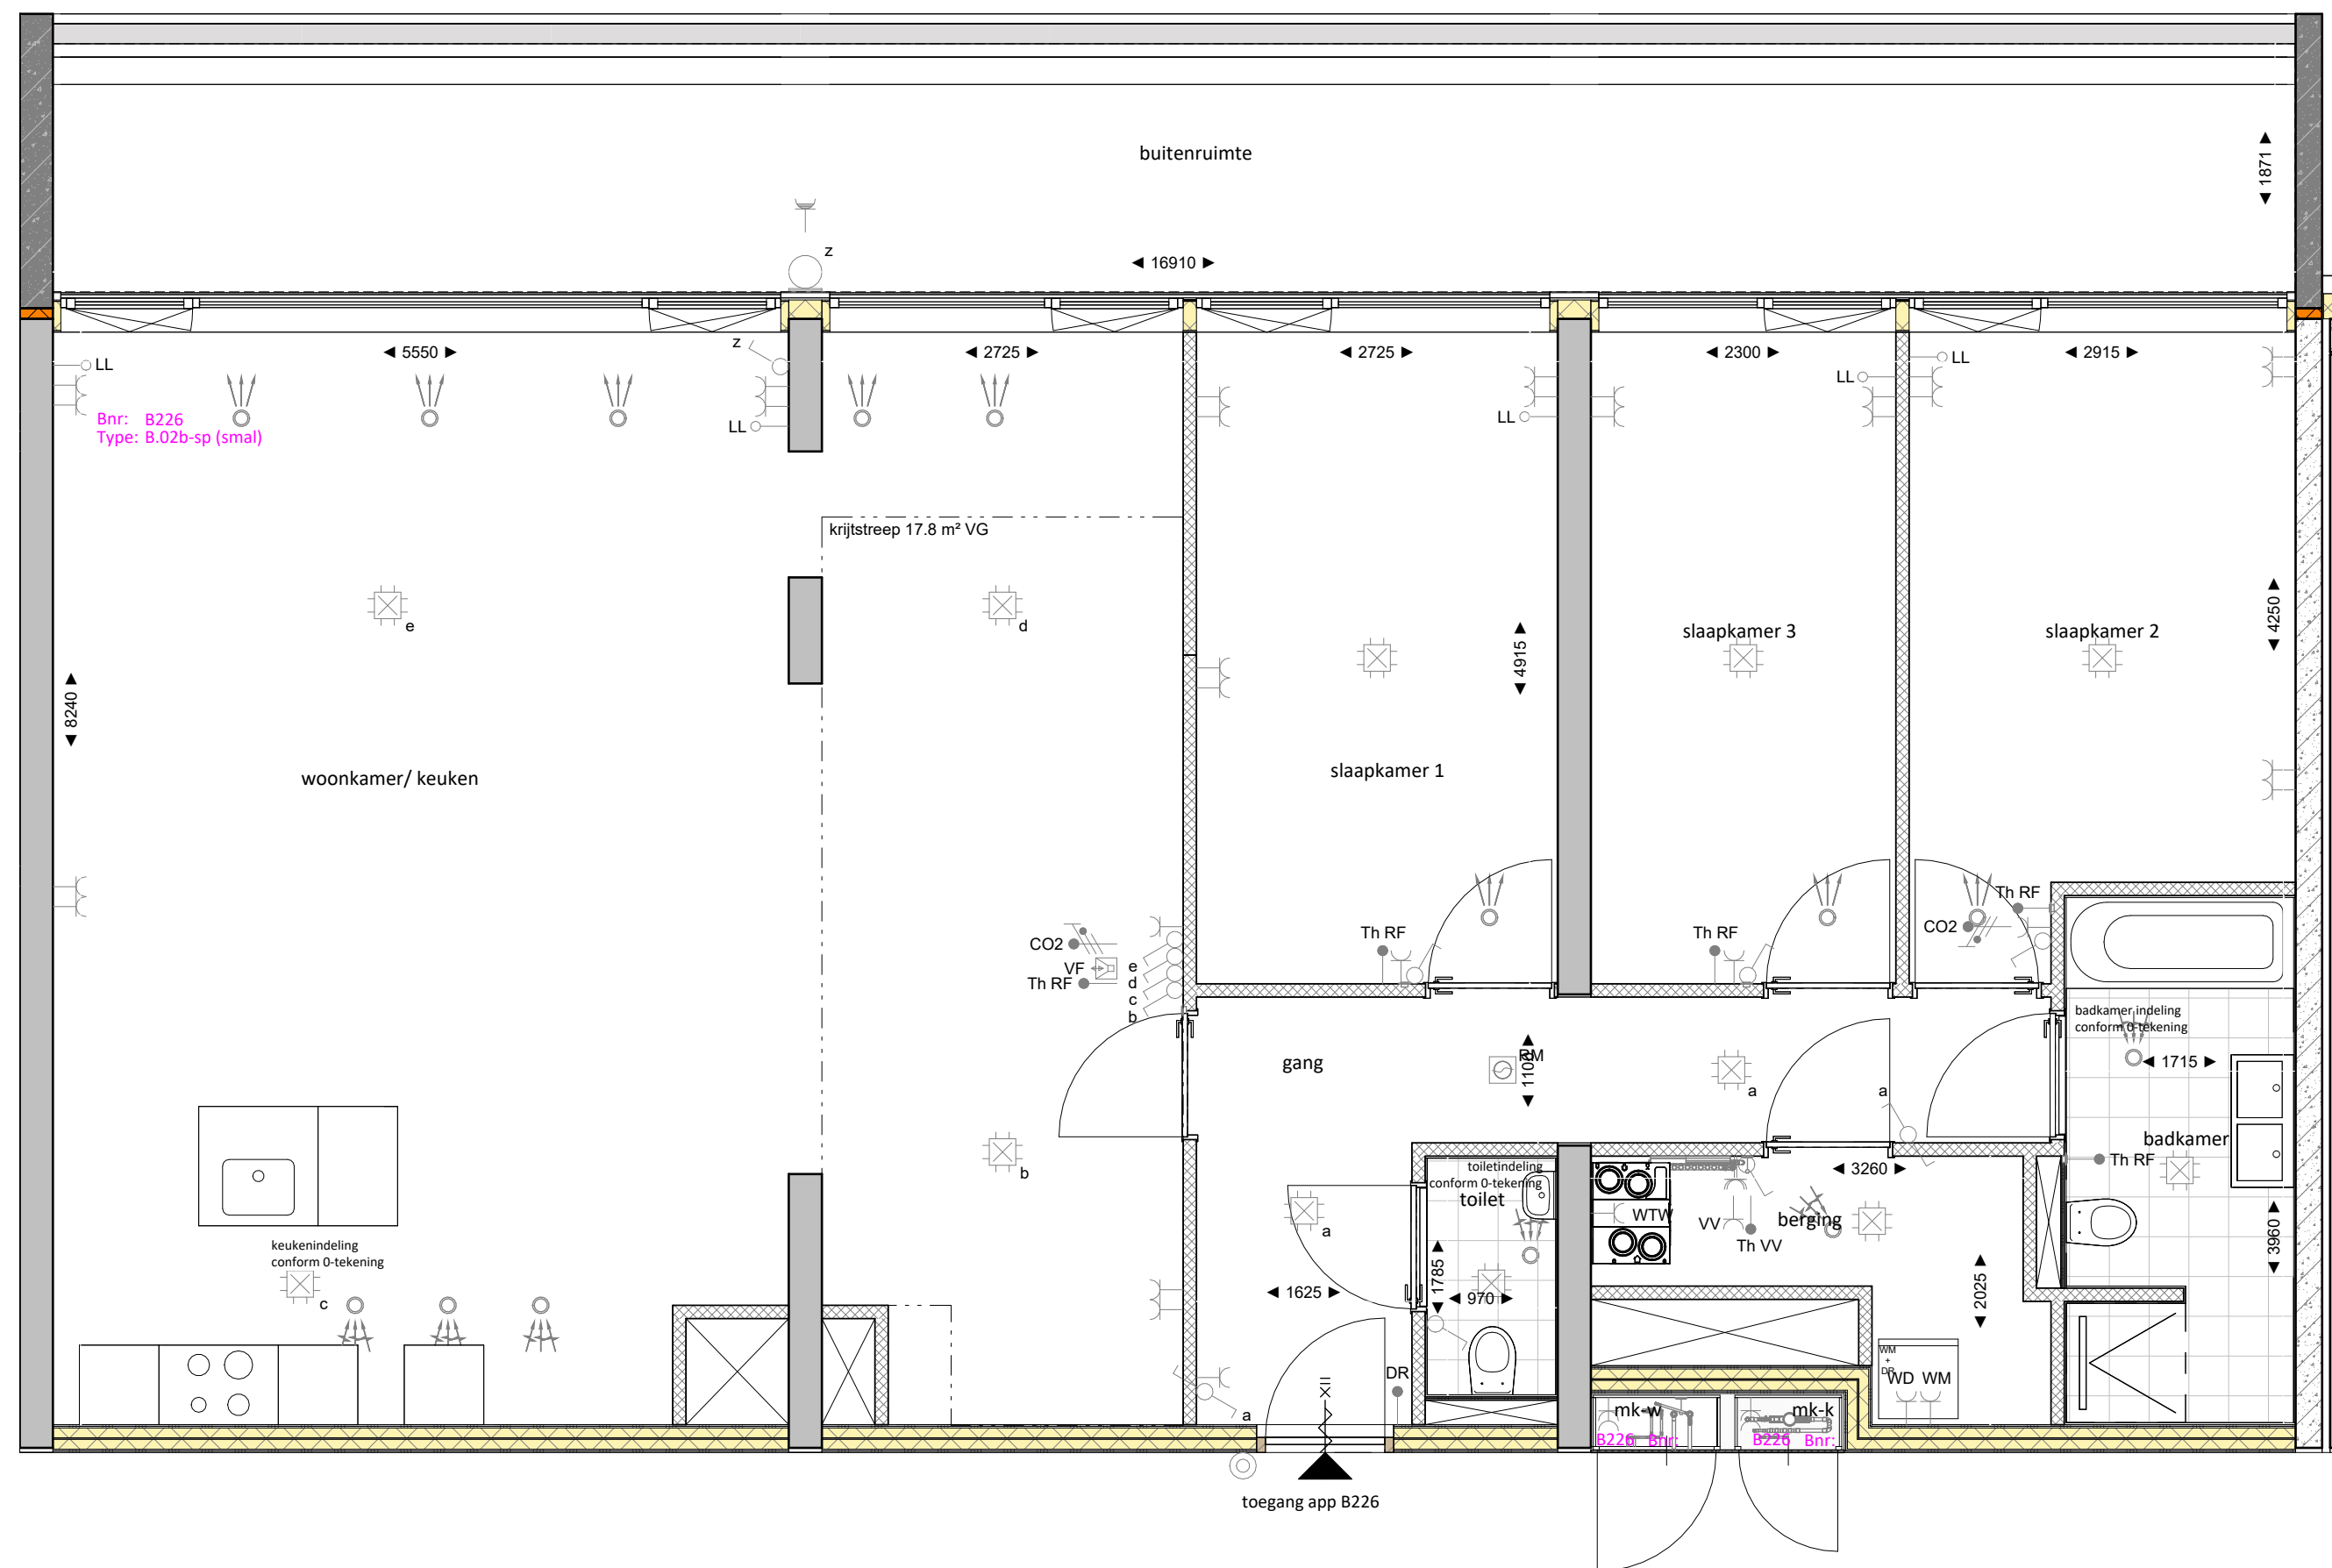 buitenruimte
◄ 1871 ►
z
◄ 16910 ►
z
◄ 5550 ►
◄ 2725 ►
◄ 2725 ►
◄ 2300 ►
◄ 2915 ►
LL
LL
LL
LL
LL
Bnr: B226
Type: B.02b-sp (smal)
krijtstreep 17.8 m² VG
e
d
◄ 8240 ►
◄ 4915 ►
◄ 4250 ►
slaapkamer 3
slaapkamer 2
woonkamer/ keuken
slaapkamer 1
CO2
VF
Th RF
e
d
c
b
Th RF
Th RF
Th RF
CO2
badkamer indeling
conform 0-tekening
◄ 1715 ►
gang
RM
◄ 1100 ►
a
a
badkamer
Th RF
b
toiletindeling
conform 0-tekening
toilet
◄ 3260 ►
WTW
VV
Th VV
berging
a
keukenindeling
conform 0-tekening
c
◄ 1625 ►
◄ 1785 ►
◄ 970 ►
◄ 2025 ►
◄ 3960 ►
WM
+
DR
WD WM
DR
a
mk-w
mk-k
B226 Bnr:
B226 Bnr:
toegang app B226